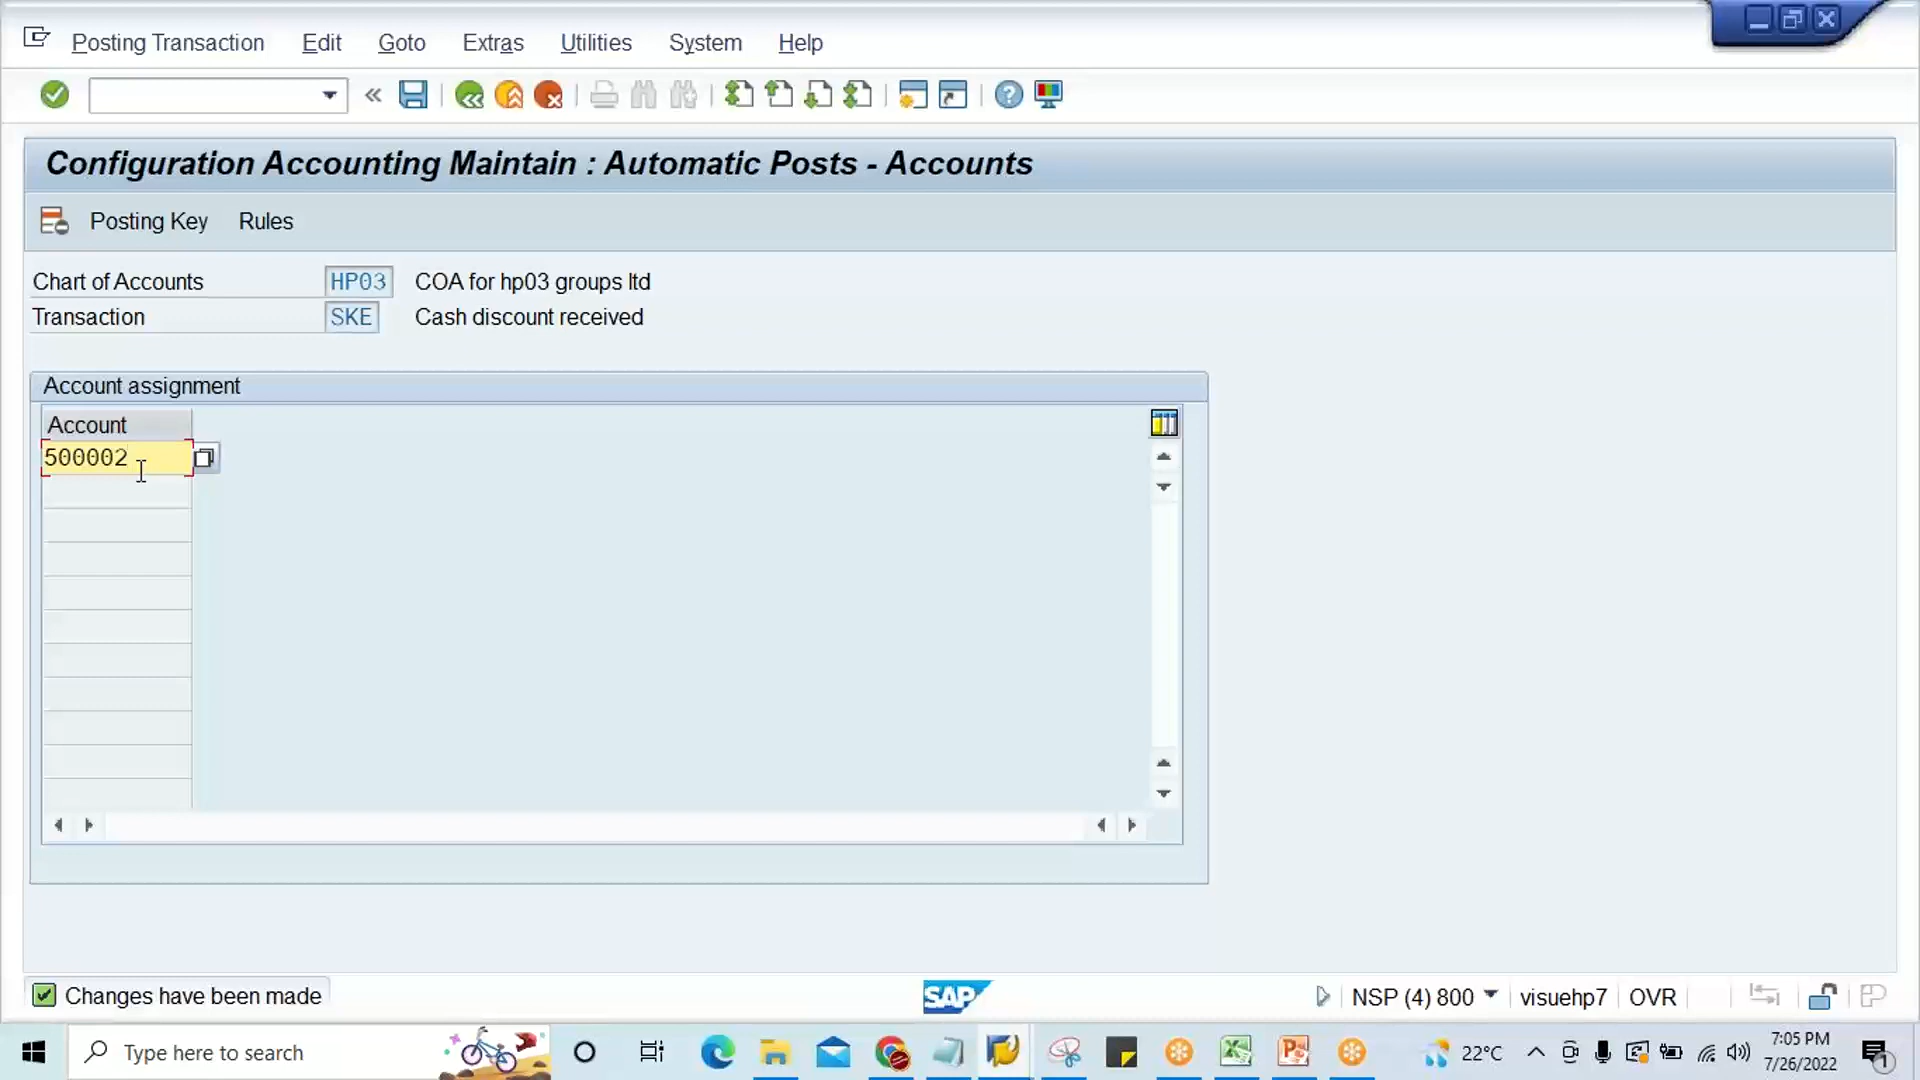 Posting Transaction Edit Goto Extras Utilities System Help
Configuration Accounting Maintain : Automatic Posts - Accounts
Posting Key Rules
Chart of Accounts HP03 COA for hp03 groups ltd
Transaction SKE Cash discount received
Account assignment
Account
500002
Changes have been made SAP NSP (4) 800 visuehp7 OVR
Type here to search 22°C 7:05 PM
7/26/2022 1